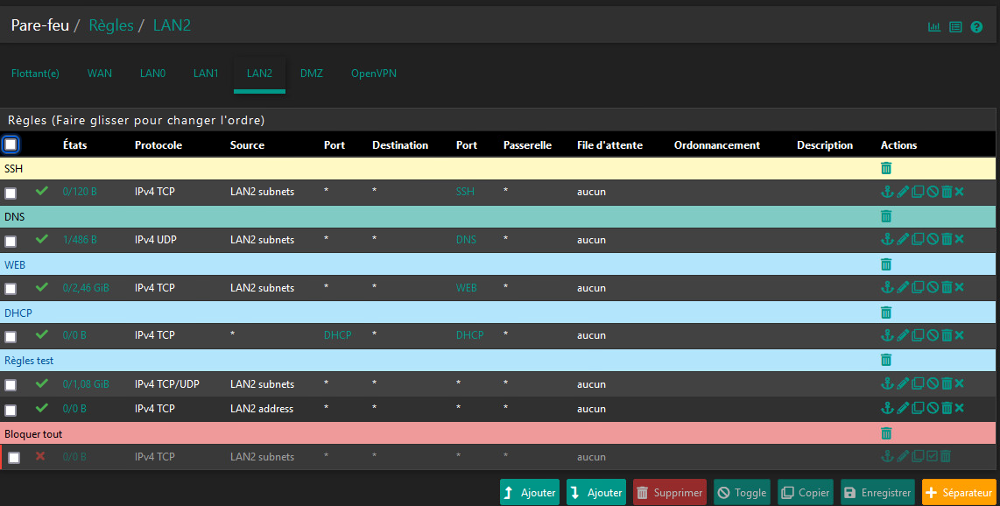 Pare-feu / Règles / LAN2
Flottant(e) WAN LAN0 LAN1 LAN2 DMZ OpenVPN
Règles (Faire glisser pour changer l'ordre)
États Protocole Source Port Destination Port Passerelle File d'attente Ordonnancement Description Actions
SSH
0/120 B IPv4 TCP LAN2 subnets * * SSH * aucun
DNS
1/486 B IPv4 UDP LAN2 subnets * * DNS * aucun
WEB
0/2,46 GiB IPv4 TCP LAN2 subnets * * WEB * aucun
DHCP
0/0 B IPv4 TCP * DHCP * DHCP * aucun
Règles test
0/1,08 GiB IPv4 TCP/UDP LAN2 subnets * * * * aucun
0/0 B IPv4 TCP LAN2 address * * * * aucun
Bloquer tout
0/0 B IPv4 TCP LAN2 subnets * * * * aucun
Ajouter Ajouter Supprimer Toggle Copier Enregistrer Séparateur